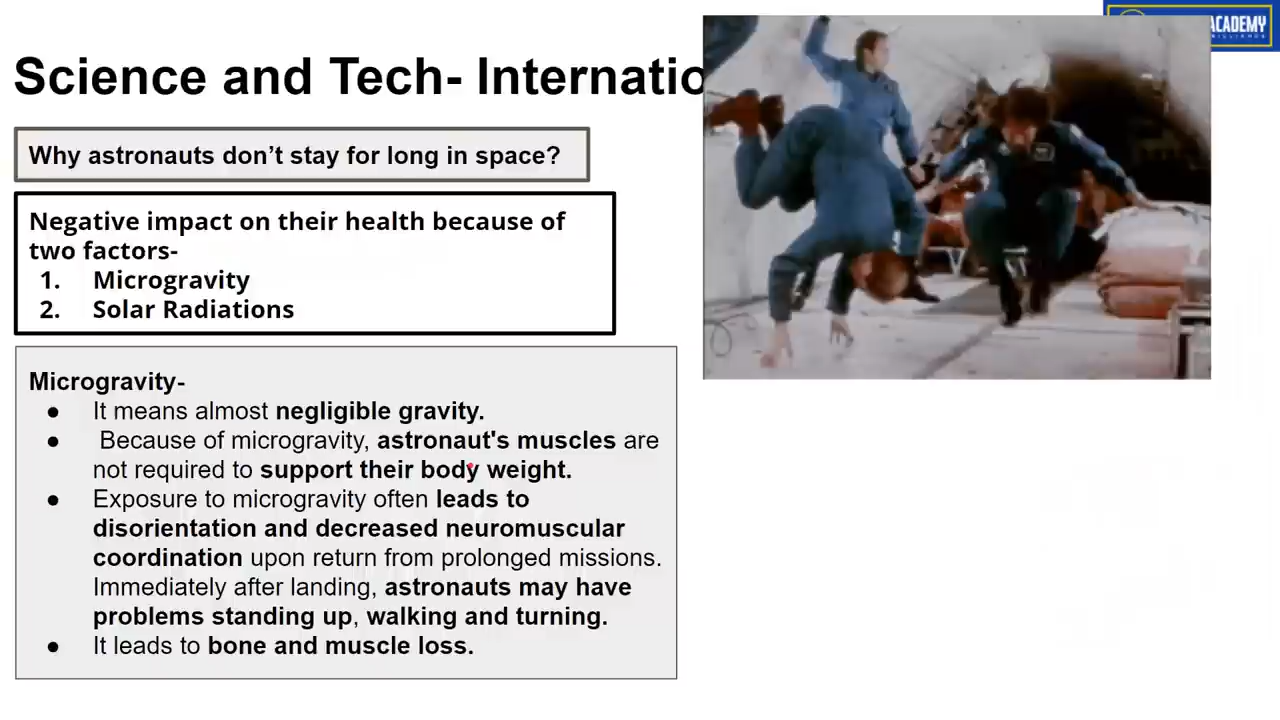 ACADEMY
Science and Tech- Internatio
Why astronauts don’t stay for long in space?
Negative impact on their health because of
two factors-
1. Microgravity
2. Solar Radiations
Microgravity-
● It means almost negligible gravity.
● Because of microgravity, astronaut's muscles are
not required to support their body weight.
● Exposure to microgravity often leads to
disorientation and decreased neuromuscular
coordination upon return from prolonged missions.
Immediately after landing, astronauts may have
problems standing up, walking and turning.
● It leads to bone and muscle loss.